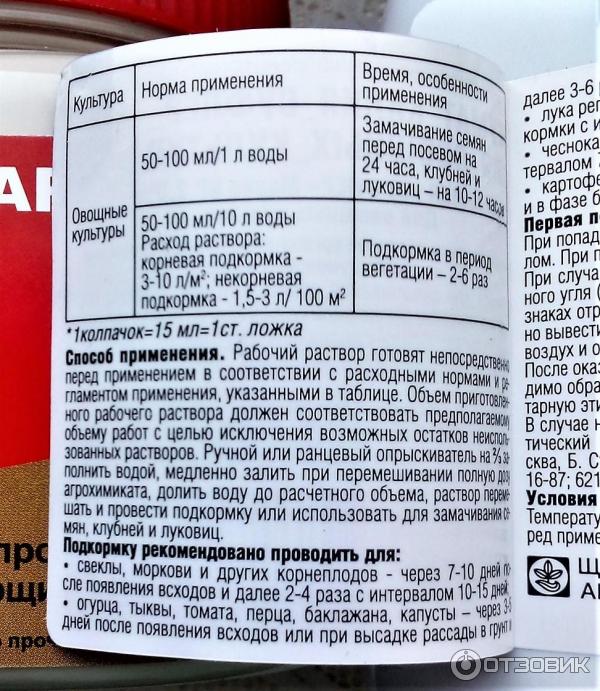 Культура
Норма применения
Время, особенности
применения
Овощные
культуры
50-100 мл/1 л воды
Замачивание семян
перед посевом на
24 часа, клубней и
луковиц – на 10-12 часов
50-100 мл/10 л воды
Расход раствора:
корневая подкормка -
3-10 л/м²; некорневая
подкормка - 1,5-3 л/ 100 м²
Подкормка в период
вегетации – 2-6 раз
*1колпачок=15 мл=1ст. ложка
Способ применения. Рабочий раствор готовят непосредственно
перед применением в соответствии с расходными нормами и ре-
гламентом применения, указанными в таблице. Объем приготовлен-
ного рабочего раствора должен соответствовать предполагаемому
объему работ с целью исключения возможных остатков неисполь-
зованных растворов. Ручной или ранцевый опрыскиватель на ⅔ за-
полнить водой, медленно залить при перемешивании полную дозу
агрохимиката, долить воду до расчетного объема, раствор переме-
шать и провести подкормку или использовать для замачивания се-
мян, клубней и луковиц.
Подкормку рекомендовано проводить для:
• свеклы, моркови и других корнеплодов - через 7-10 дней по-
сле появления всходов и далее 2-4 раза с интервалом 10-15 дней;
• огурца, тыквы, томата, перца, баклажана, капусты – через 3-5
дней после появления всходов или при высадке рассады в грунт и
далее 3-6
• лука
кормки с
• чеснока
тервалом
• картофе
и в фазе б
Первая
При попад
лом. При п
При случа
ного угля (
знаках отр
но вывести
воздух и о
После ока
димо обра
тарную эти
В случае н
тический
сква, Б. С
16-87; 621
Условия
Температу
ред приме
Щ
АП
про
ощи
проч
ОТЗОВИК